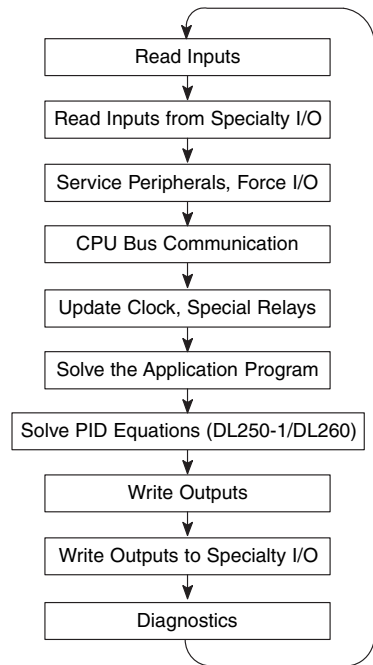 Read Inputs
Read Inputs from Specialty I/O
Service Peripherals, Force I/O
CPU Bus Communication
Update Clock, Special Relays
Solve the Application Program
Solve PID Equations (DL250-1/DL260)
Write Outputs
Write Outputs to Specialty I/O
Diagnostics